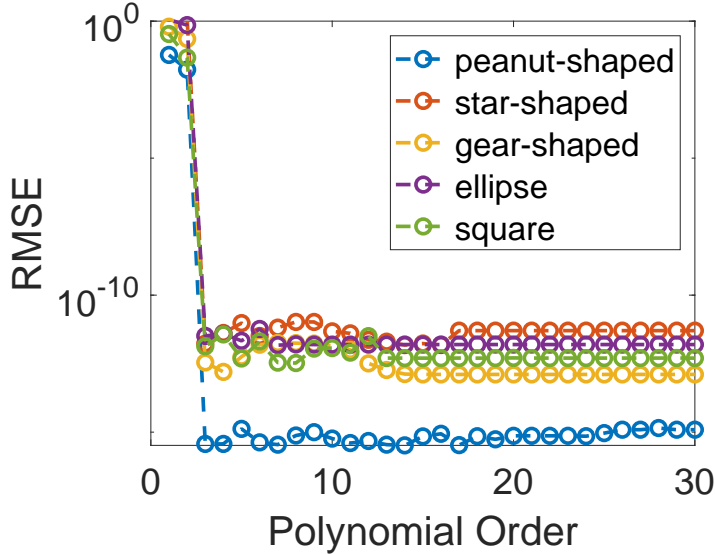 10^0
peanut-shaped
star-shaped
gear-shaped
ellipse
square
RMSE
10^-10
0
10
20
30
Polynomial Order